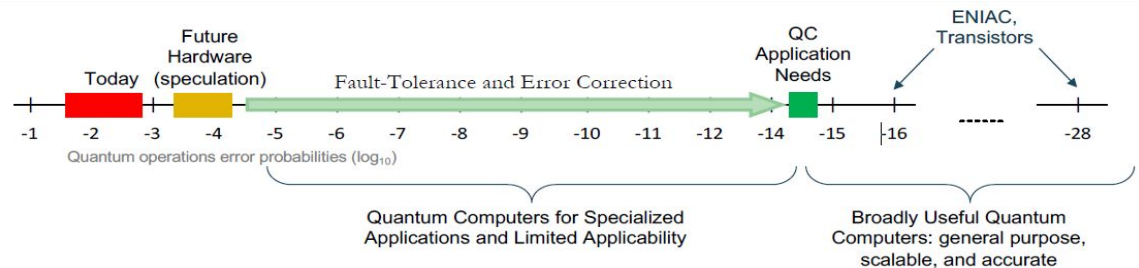 ENIAC,
Transistors
Future
Hardware
(speculation)
QC
Application
Needs
Today
Fault-Tolerance and Error Correction
-1 -2 -3 -4 -5 -6 -7 -8 -9 -10 -11 -12 -14 -15 -16 ...... -28
Quantum operations error probabilities (log₁₀)
Quantum Computers for Specialized
Applications and Limited Applicability
Broadly Useful Quantum
Computers: general purpose,
scalable, and accurate